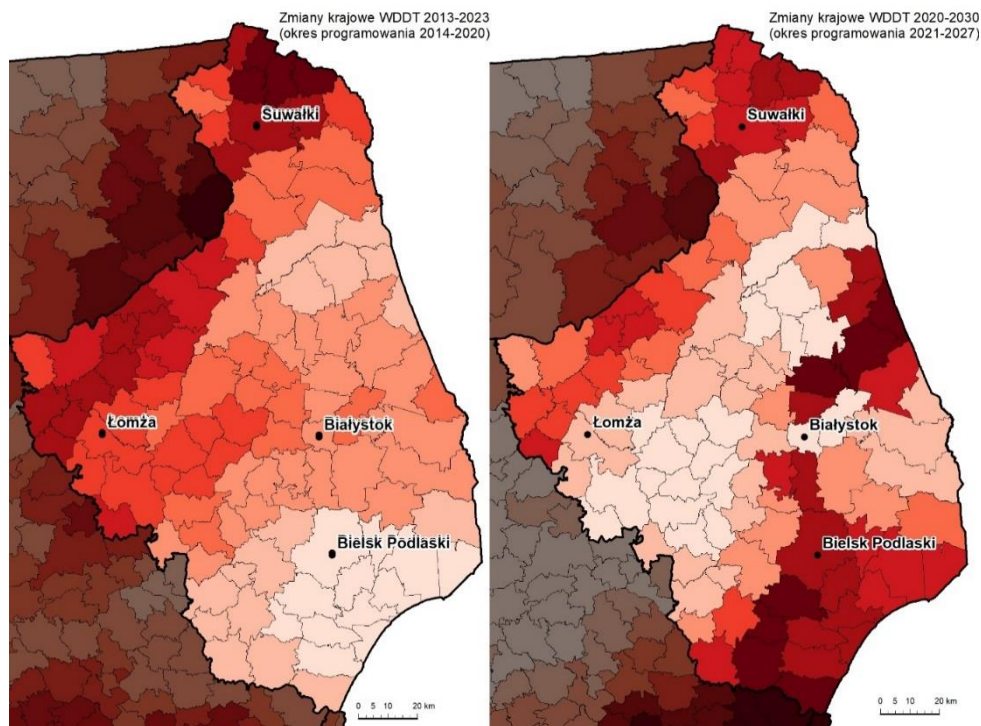 Zmiany krajowe WDDT 2013-2023
(okres programowania 2014-2020)
Suwałki
Łomża
Białystok
Bielsk Podlaski
0 5 10 20 km
Zmiany krajowe WDDT 2020-2030
(okres programowania 2021-2027)
Suwałki
Łomża
Białystok
Bielsk Podlaski
0 5 10 20 km